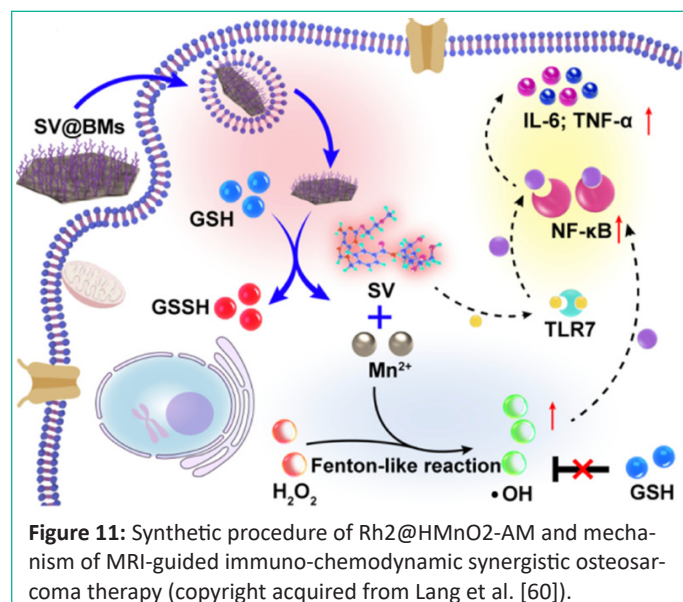 SV@BMs
IL-6; TNF-α
GSH
NF-κB
SV
GSSH
+
TLR7
Mn2+
Fenton-like reaction
H2O2
•OH
GSH
Figure 11: Synthetic procedure of Rh2@HMnO2-AM and mecha-
nism of MRI-guided immuno-chemodynamic synergistic osteosar-
coma therapy (copyright acquired from Lang et al. [60]).